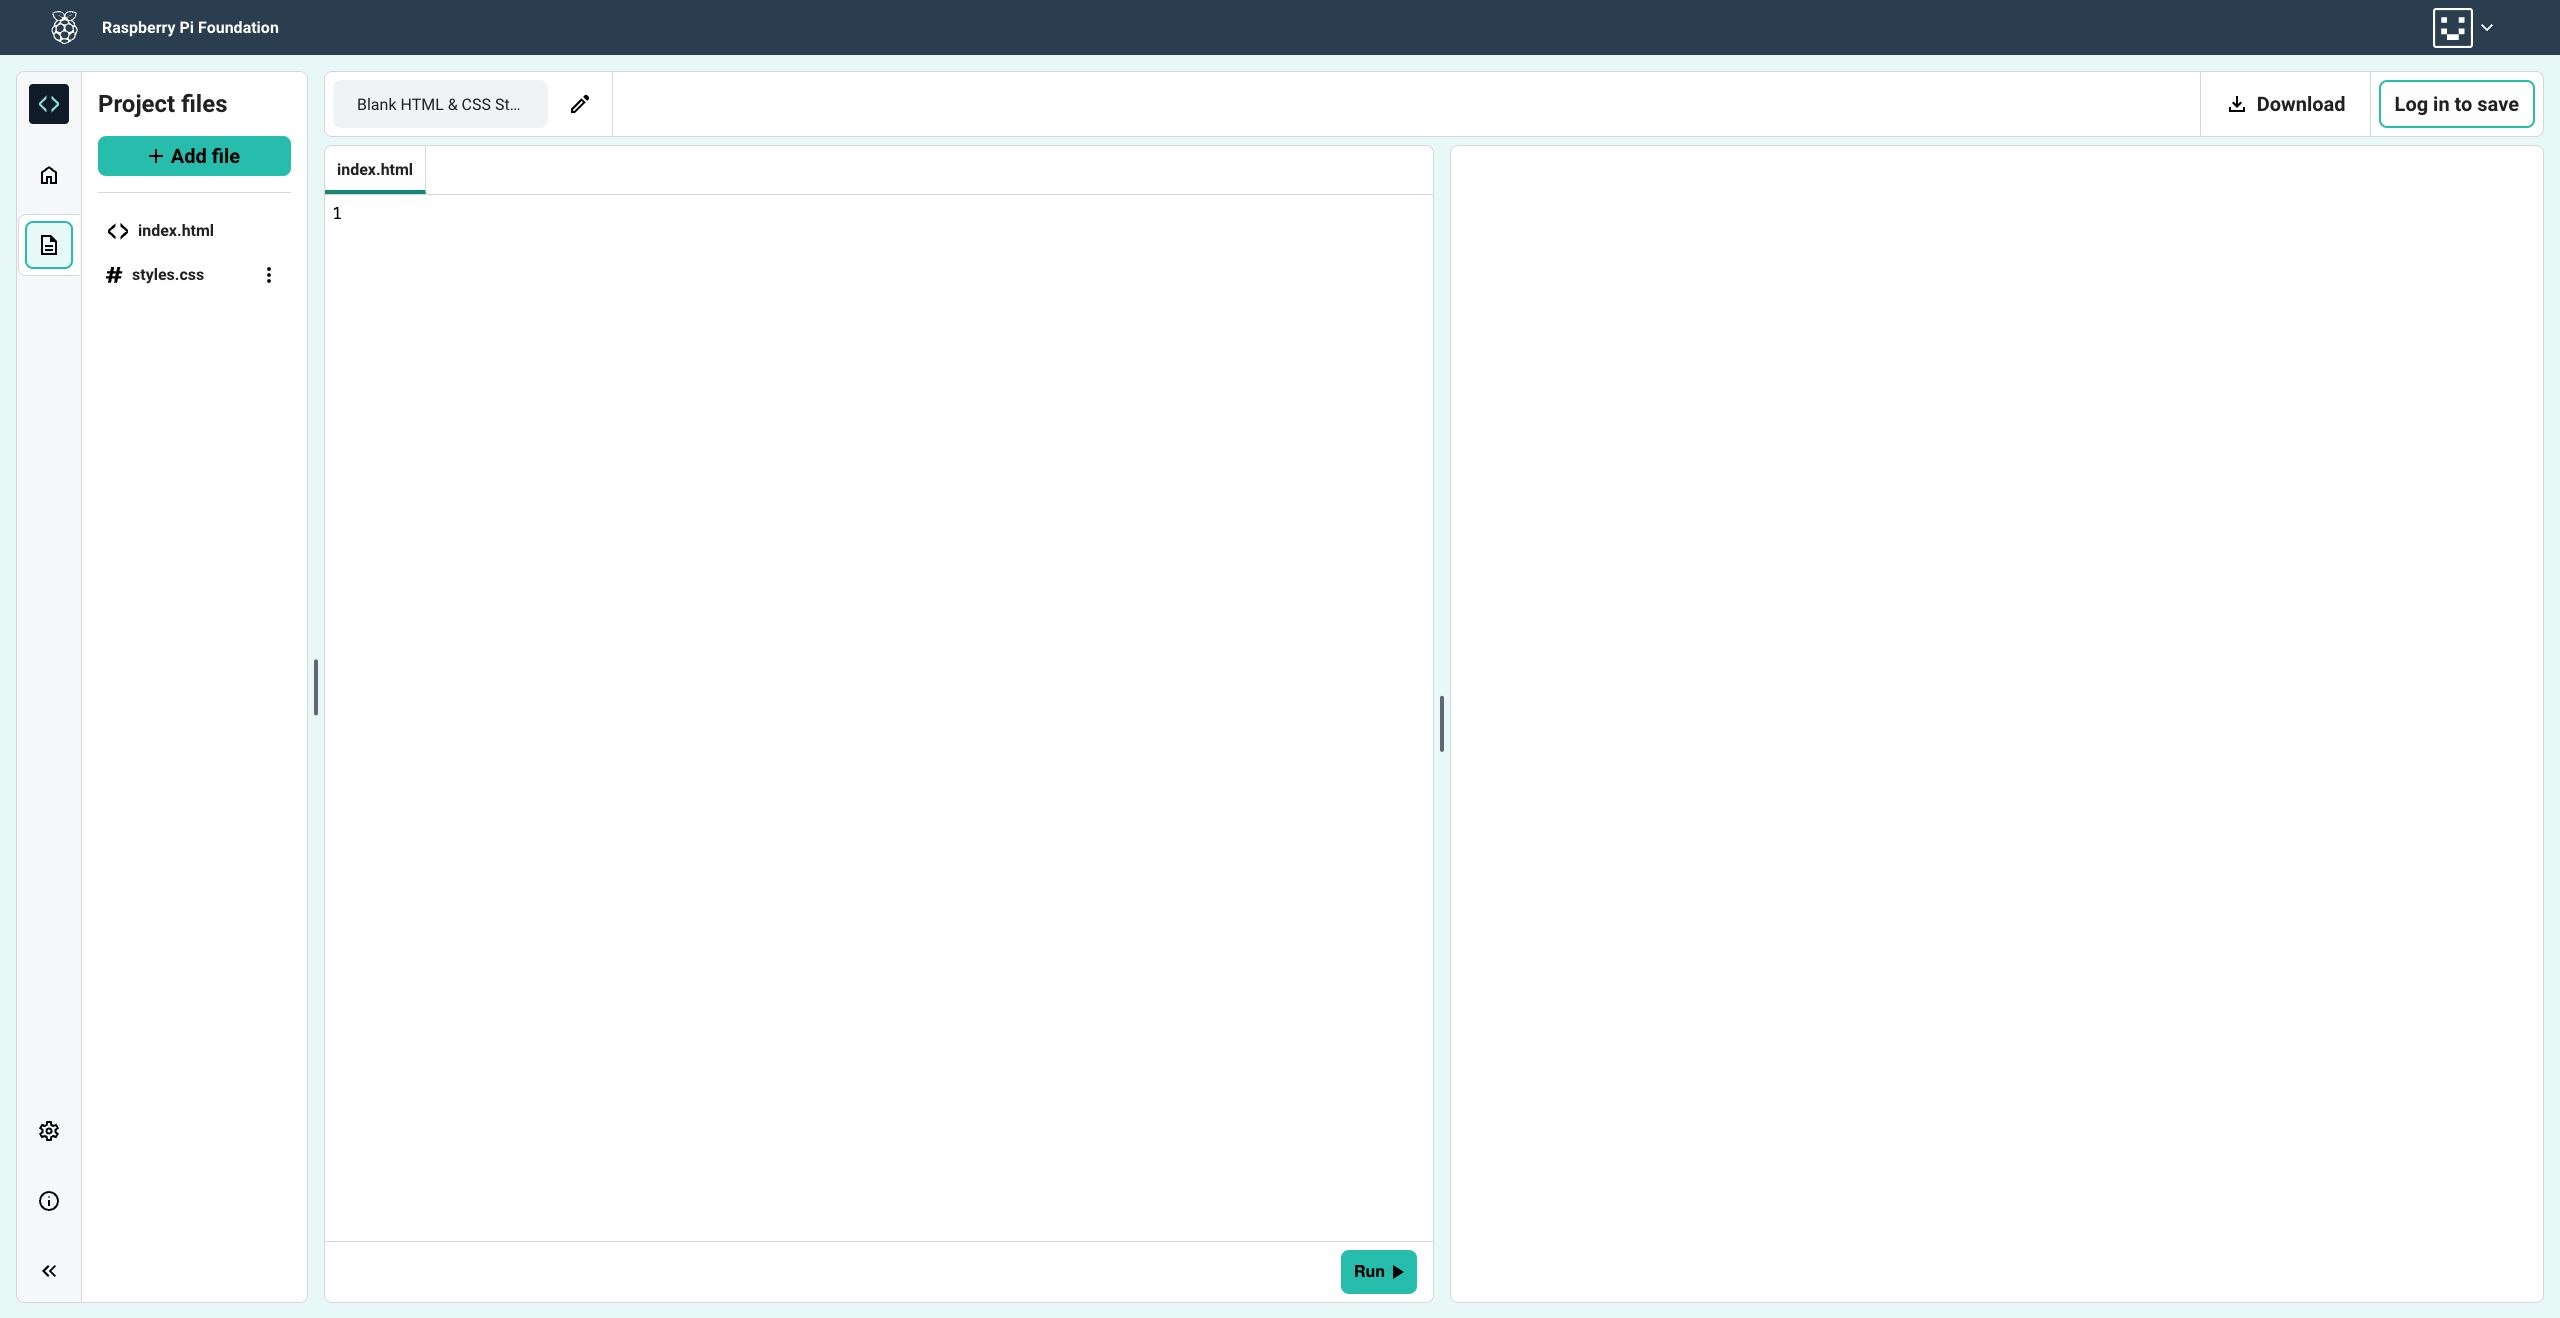 Raspberry Pi Foundation
Project files
Add file
index.html
styles.css
Blank HTML & CSS St...
Download
Log in to save
index.html
1
Run